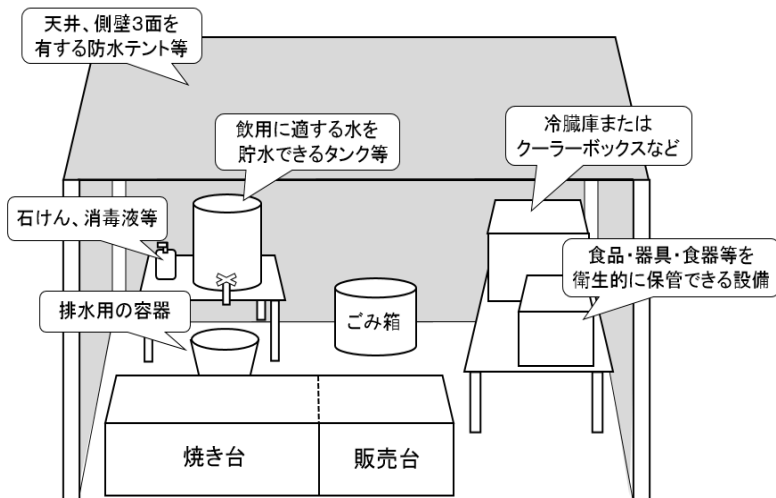 天井、側壁3面を
有する防水テント等
飲用に適する水を
貯水できるタンク等
冷臓庫または
クーラーボックスなど
石けん、消毒液等
食品・器具・食器等を
衛生的に保管できる設備
排水用の容器
ごみ箱
焼き台
販売台